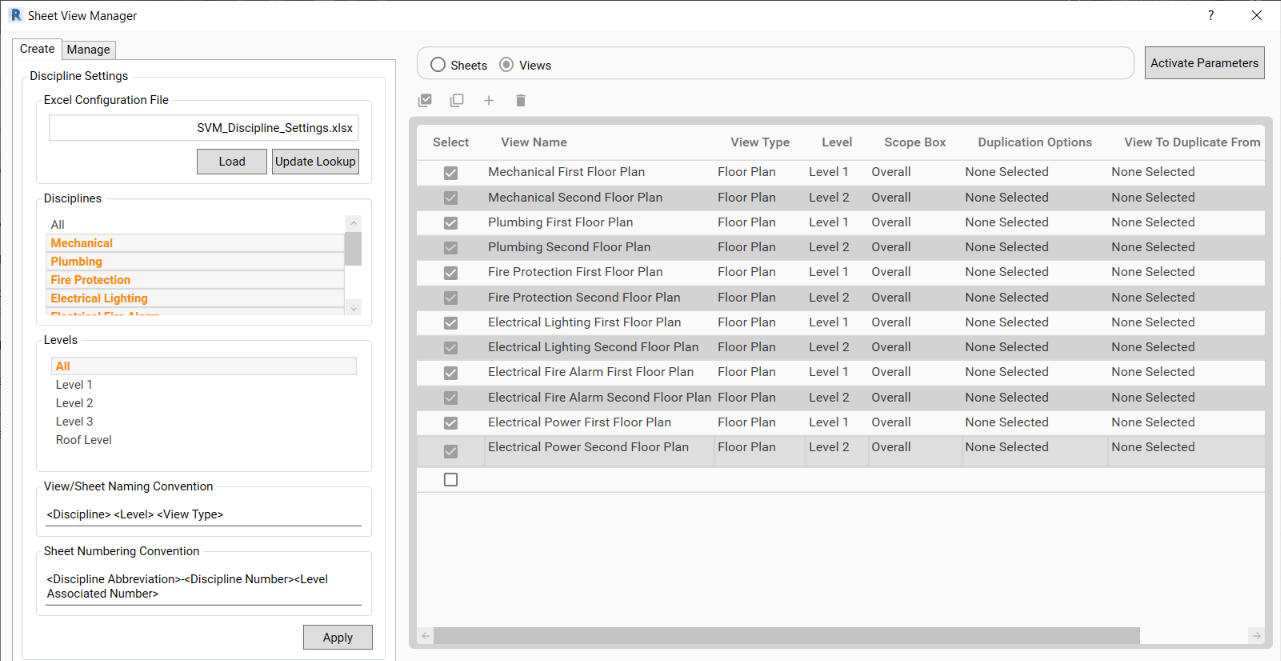 R Sheet View Manager ?
Create Manage
Discipline Settings
Excel Configuration File
SVM_Discipline_Settings.xlsx
Load Update Lookup
Disciplines
All
Mechanical
Plumbing
Fire Protection
Electrical Lighting
Electrical Fire Alarm
Levels
All
Level 1
Level 2
Level 3
Roof Level
View/Sheet Naming Convention
<Discipline> <Level> <View Type>
Sheet Numbering Convention
<Discipline Abbreviation>-<Discipline Number><Level
Associated Number>
Apply
Sheets Views Activate Parameters
Select View Name View Type Level Scope Box Duplication Options View To Duplicate From
Mechanical First Floor Plan Floor Plan Level 1 Overall None Selected None Selected
Mechanical Second Floor Plan Floor Plan Level 2 Overall None Selected None Selected
Plumbing First Floor Plan Floor Plan Level 1 Overall None Selected None Selected
Plumbing Second Floor Plan Floor Plan Level 2 Overall None Selected None Selected
Fire Protection First Floor Plan Floor Plan Level 1 Overall None Selected None Selected
Fire Protection Second Floor Plan Floor Plan Level 2 Overall None Selected None Selected
Electrical Lighting First Floor Plan Floor Plan Level 1 Overall None Selected None Selected
Electrical Lighting Second Floor Plan Floor Plan Level 2 Overall None Selected None Selected
Electrical Fire Alarm First Floor Plan Floor Plan Level 1 Overall None Selected None Selected
Electrical Fire Alarm Second Floor Plan Floor Plan Level 2 Overall None Selected None Selected
Electrical Power First Floor Plan Floor Plan Level 1 Overall None Selected None Selected
Electrical Power Second Floor Plan Floor Plan Level 2 Overall None Selected None Selected